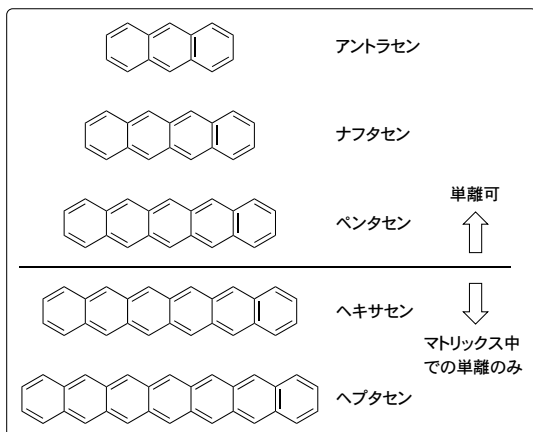 アントラセン
ナフタセン
単離可
ペンタセン
ヘキサセン
マトリックス中
での単離のみ
ヘプタセン